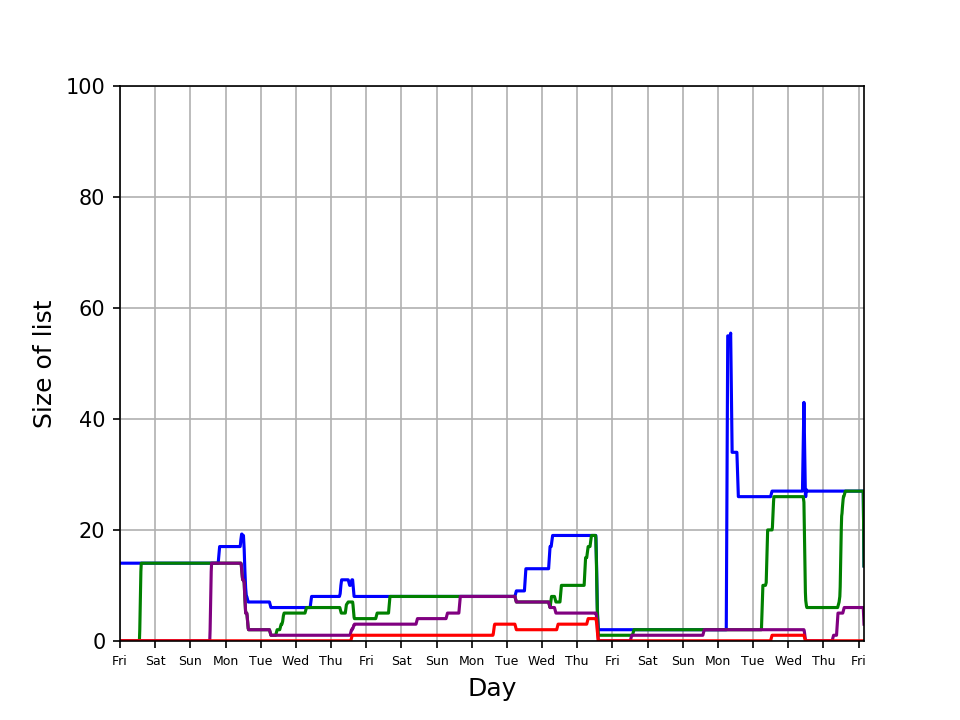 100
80
60
40
20
0
Size of list
Fri Sat Sun Mon Tue Wed Thu Fri Sat Sun Mon Tue Wed Thu Fri Sat Sun Mon Tue Wed Thu Fri
Day